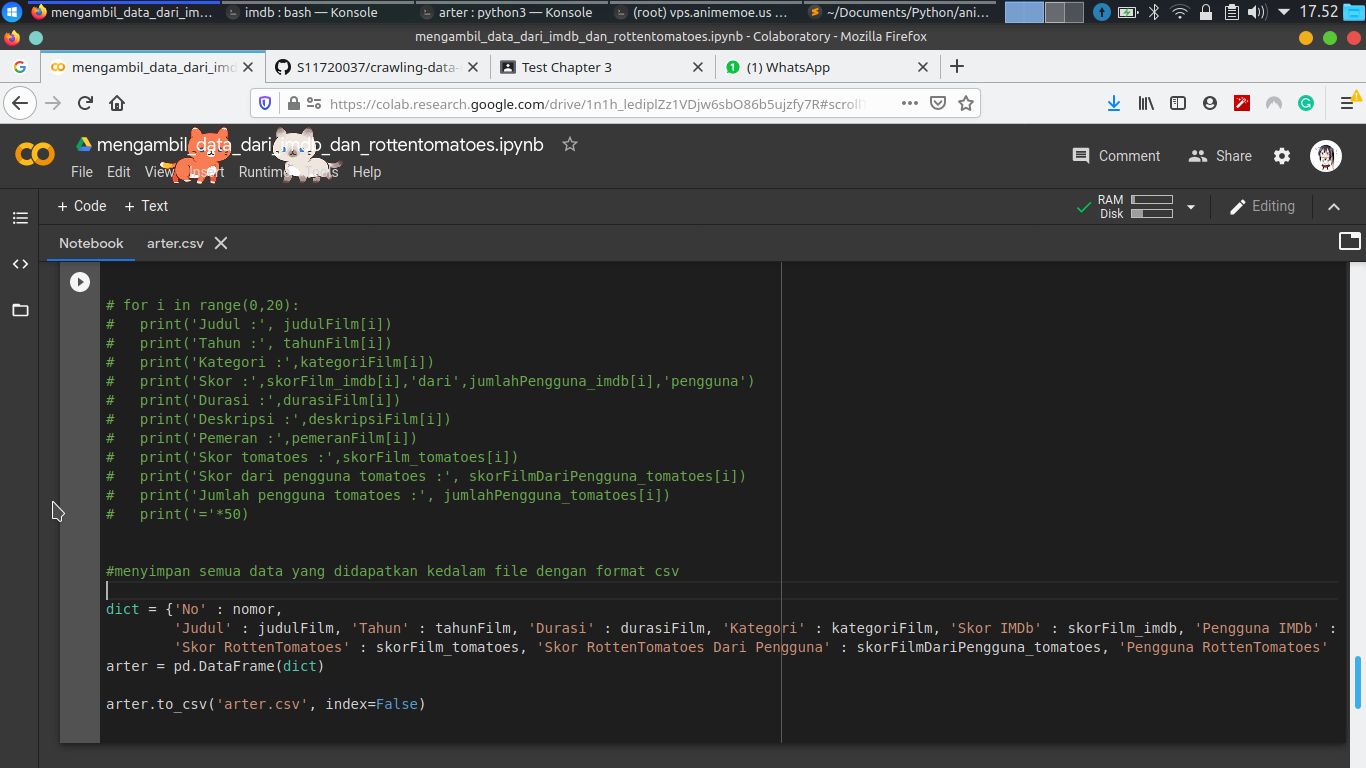 mengambil_data_dari_im...
imdb : bash — Konsole
arter : python3 — Konsole
(root) vps.animemoe.us ...
~/Documents/Python/ani...
17.52
mengambil_data_dari_imdb_dan_rottentomatoes.ipynb - Colaboratory - Mozilla Firefox
mengambil_data_dari_imd
S11720037/crawling-data-
Test Chapter 3
(1) WhatsApp
https://colab.research.google.com/drive/1n1h_lediplZz1VDjw6sbO86b5ujzfy7R#scroll
mengambil_data_dari_imdb_dan_rottentomatoes.ipynb
File Edit View Insert Runtime Tools Help
Comment
Share
+ Code + Text
RAM
Disk
Editing
Notebook
arter.csv
# for i in range(0,20):
#   print('Judul :', judulFilm[i])
#   print('Tahun :', tahunFilm[i])
#   print('Kategori :',kategoriFilm[i])
#   print('Skor :',skorFilm_imdb[i],'dari',jumlahPengguna_imdb[i],'pengguna')
#   print('Durasi :',durasiFilm[i])
#   print('Deskripsi :',deskripsiFilm[i])
#   print('Pemeran :',pemeranFilm[i])
#   print('Skor tomatoes :',skorFilm_tomatoes[i])
#   print('Skor dari pengguna tomatoes :', skorFilmDariPengguna_tomatoes[i])
#   print('Jumlah pengguna tomatoes :', jumlahPengguna_tomatoes[i])
#   print('='*50)
#menyimpan semua data yang didapatkan kedalam file dengan format csv
dict = {'No' : nomor,
        'Judul' : judulFilm, 'Tahun' : tahunFilm, 'Durasi' : durasiFilm, 'Kategori' : kategoriFilm, 'Skor IMDb' : skorFilm_imdb, 'Pengguna IMDb' :
        'Skor RottenTomatoes' : skorFilm_tomatoes, 'Skor RottenTomatoes Dari Pengguna' : skorFilmDariPengguna_tomatoes, 'Pengguna RottenTomatoes'
arter = pd.DataFrame(dict)
arter.to_csv('arter.csv', index=False)